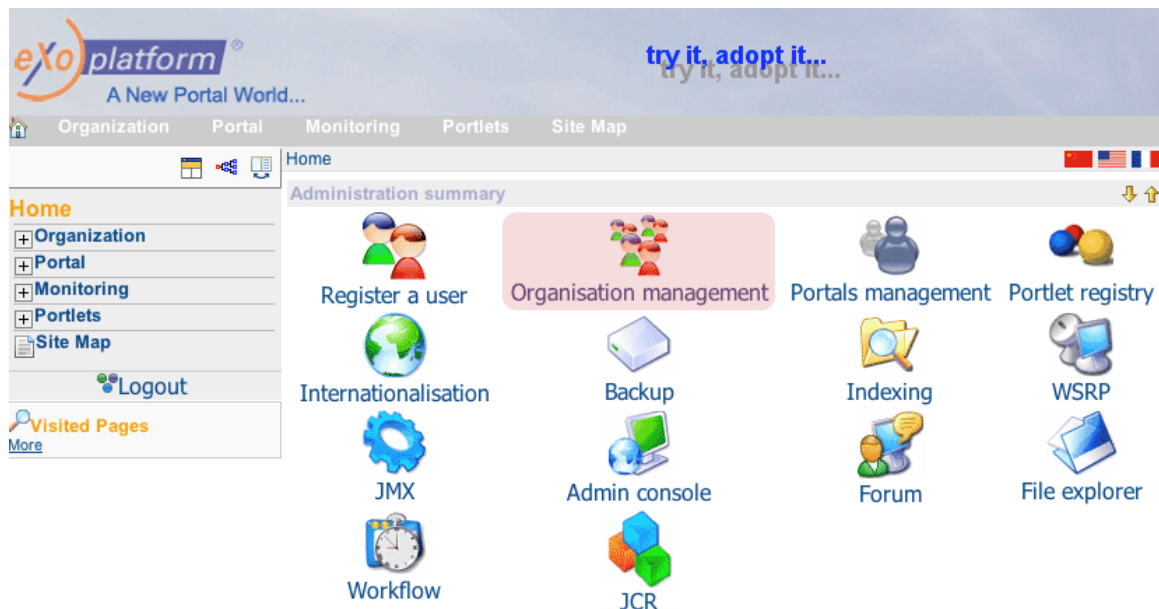 eXo platform ®
A New Portal World...
try it, adopt it...
try it, adopt it...
Organization Portal Monitoring Portlets Site Map
Home
Administration summary
Home
Organization
Portal
Monitoring
Portlets
Site Map
Logout
Visited Pages
More
Register a user Organisation management Portals management Portlet registry
Internationalisation Backup Indexing WSRP
JMX Admin console Forum File explorer
Workflow JCR